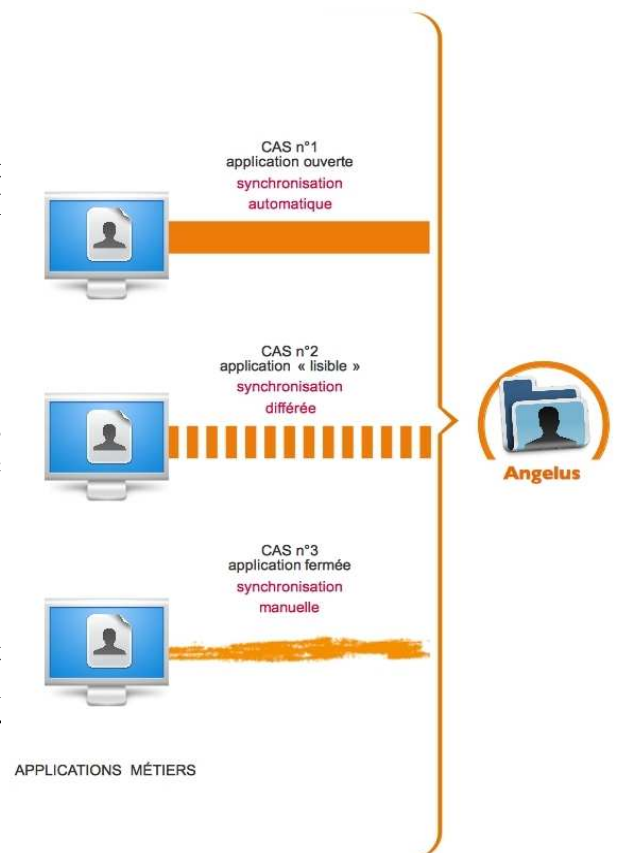 CAS n°1
application ouverte
synchronisation
automatique
CAS n°2
application « lisible »
synchronisation
différée
Angelus
CAS n°3
application fermée
synchronisation
manuelle
APPLICATIONS MÉTIERS